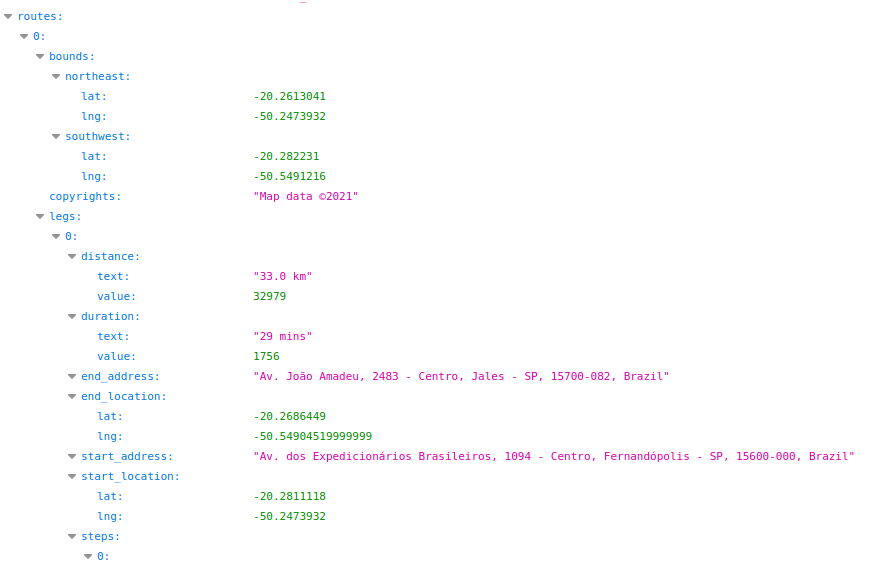 routes:
0:
bounds:
northeast:
lat: -20.2613041
lng: -50.2473932
southwest:
lat: -20.282231
lng: -50.5491216
copyrights: "Map data ©2021"
legs:
0:
distance:
text: "33.0 km"
value: 32979
duration:
text: "29 mins"
value: 1756
end_address: "Av. João Amadeu, 2483 - Centro, Jales - SP, 15700-082, Brazil"
end_location:
lat: -20.2686449
lng: -50.54904519999999
start_address: "Av. dos Expedicionários Brasileiros, 1094 - Centro, Fernandópolis - SP, 15600-000, Brazil"
start_location:
lat: -20.2811118
lng: -50.2473932
steps:
0: